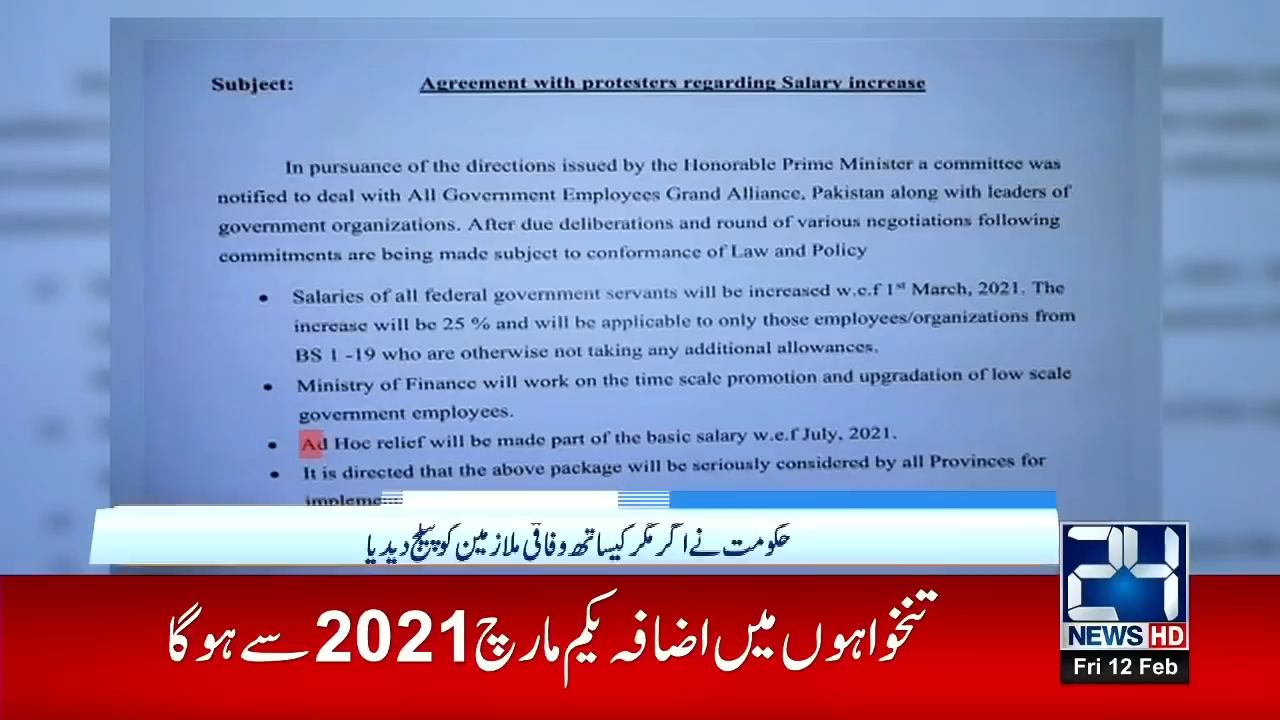 Subject: Agreement with protesters regarding Salary increase
In pursuance of the directions issued by the Honorable Prime Minister a committee was
notified to deal with All Government Employees Grand Alliance, Pakistan along with leaders of
government organizations. After due deliberations and round of various negotiations following
commitments are being made subject to conformance of Law and Policy
• Salaries of all federal government servants will be increased w.e.f 1st March, 2021. The
increase will be 25 % and will be applicable to only those employees/organizations from
BS 1 -19 who are otherwise not taking any additional allowances.
• Ministry of Finance will work on the time scale promotion and upgradation of low scale
government employees.
• Ad Hoc relief will be made part of the basic salary w.e.f July, 2021.
• It is directed that the above package will be seriously considered by all Provinces for
حکومت نے اگر مگر کیساتھ وفاقی ملازمین کو پیکیج دیدیا
تنخواہوں میں اضافہ یکم مارچ 2021 سے ہوگا
24
NEWS HD
Fri 12 Feb